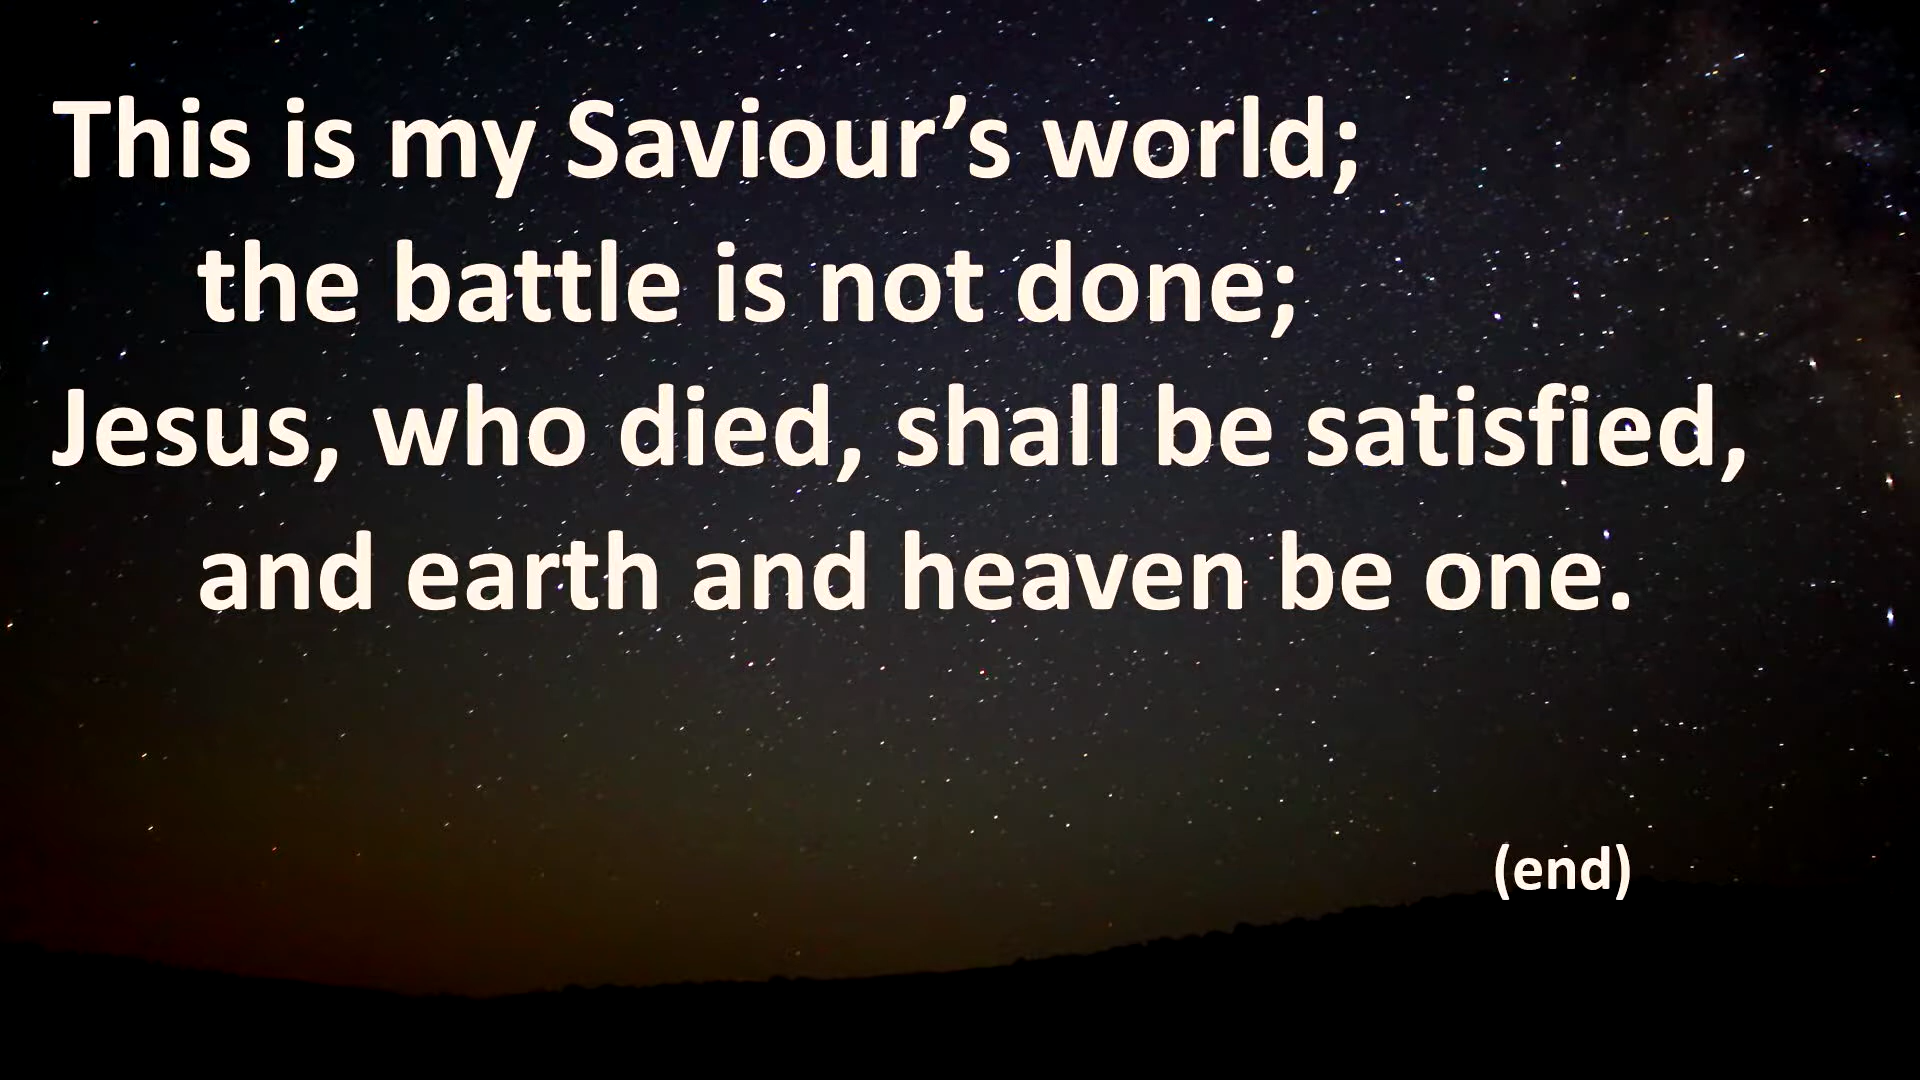 This is my Saviour’s world;
the battle is not done;
Jesus, who died, shall be satisfied,
and earth and heaven be one.
(end)